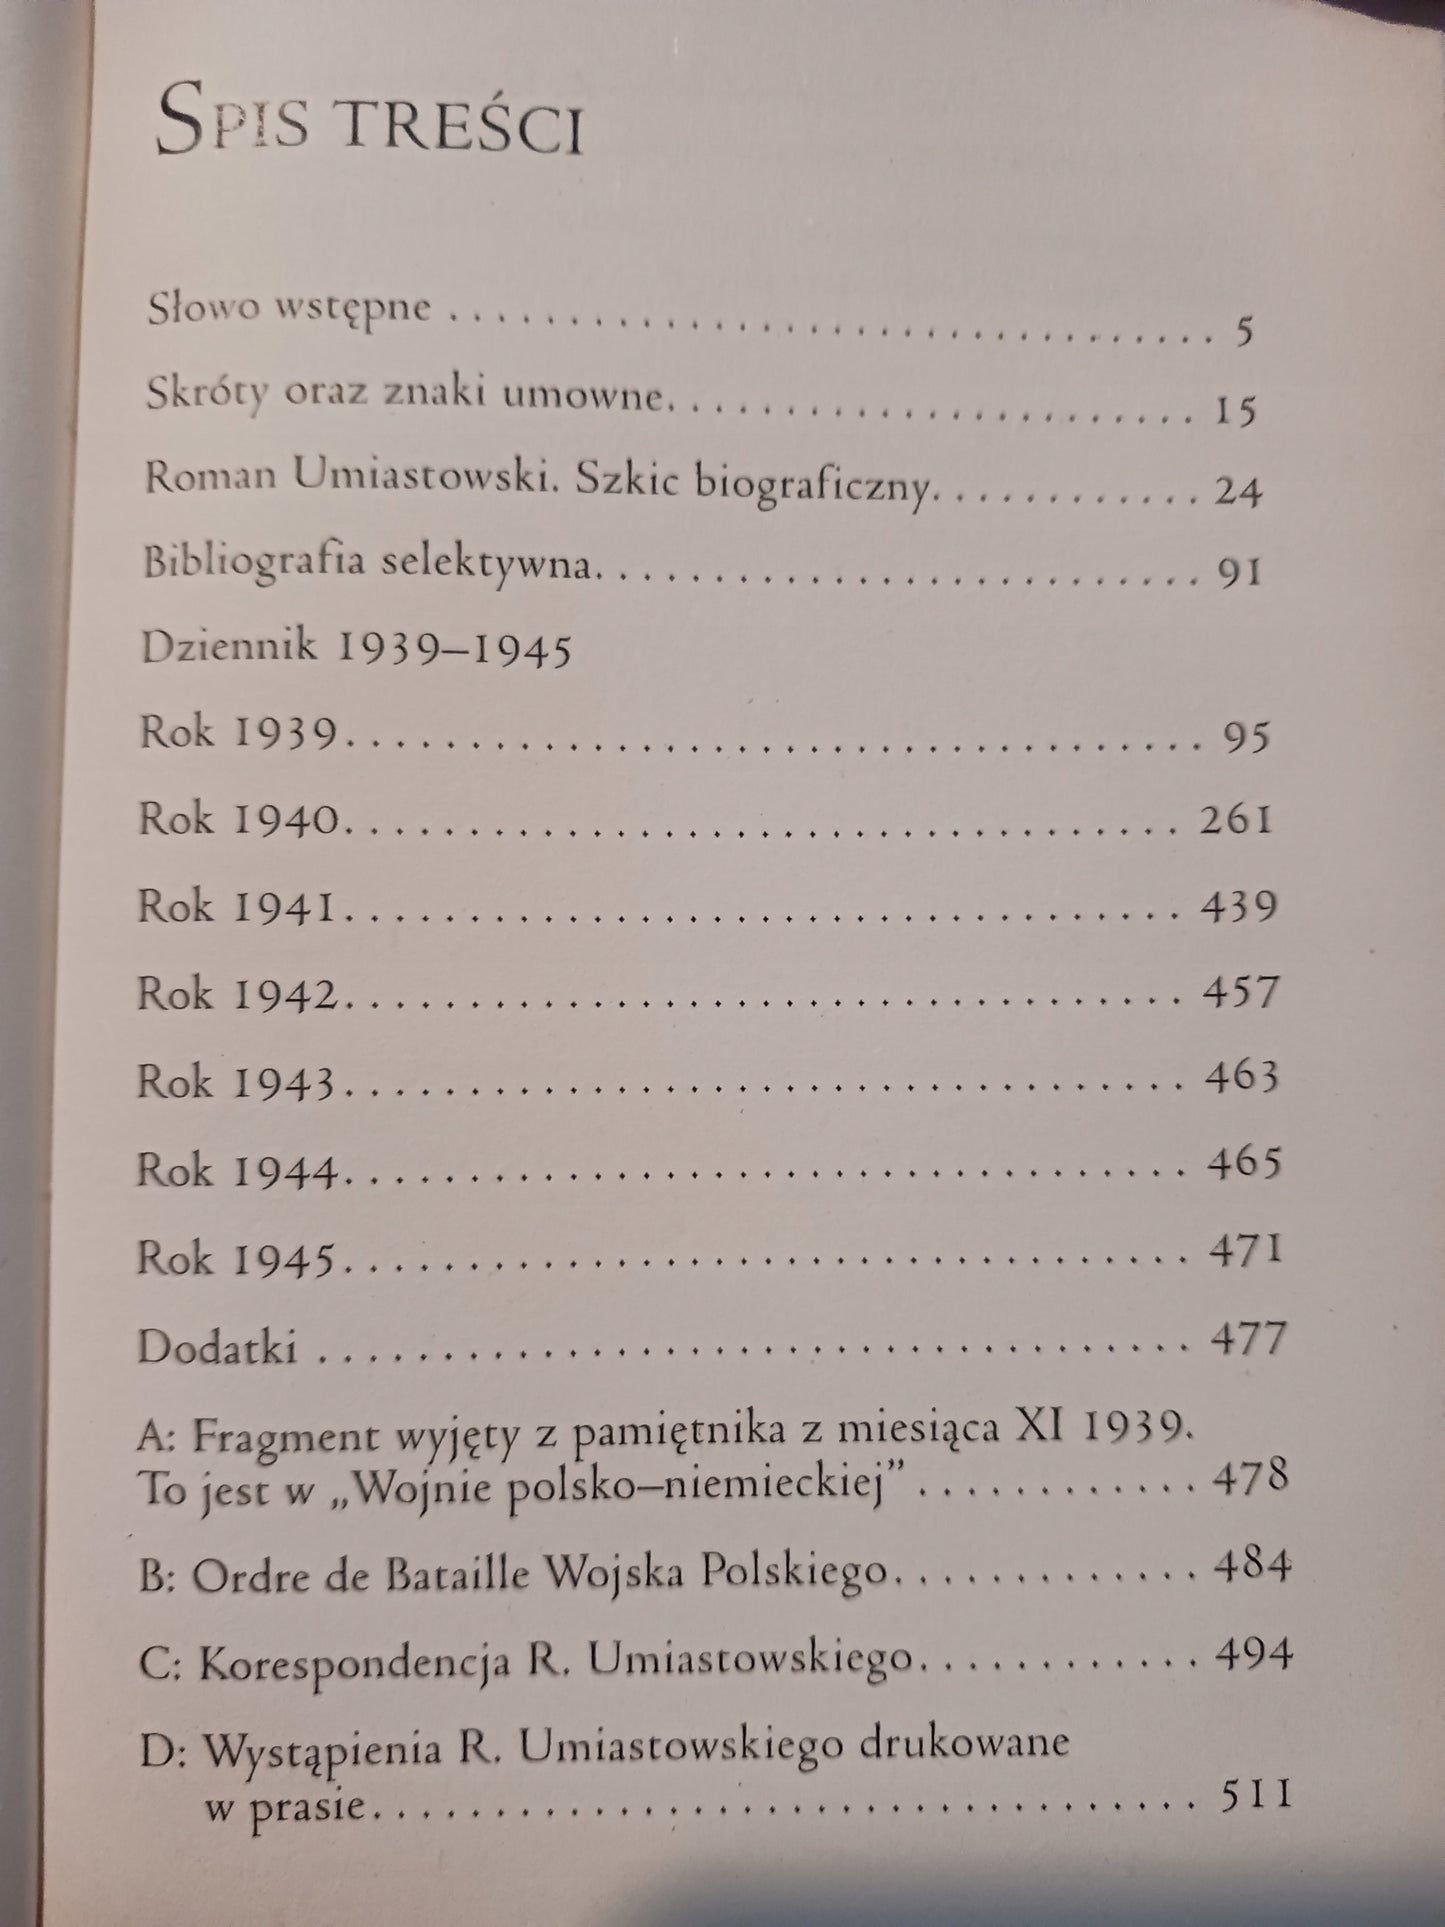 SPIS TREŚCI
Słowo wstępne . . . . . . . . . . . . . . . . . . . . . . . . . . . . . . . . 5
Skróty oraz znaki umowne. . . . . . . . . . . . . . . . . . . . . . 15
Roman Umiastowski. Szkic biograficzny. . . . . . . . . . . . 24
Bibliografia selektywna. . . . . . . . . . . . . . . . . . . . . . . . . 91
Dziennik 1939–1945
Rok 1939. . . . . . . . . . . . . . . . . . . . . . . . . . . . . . . . . . . 95
Rok 1940. . . . . . . . . . . . . . . . . . . . . . . . . . . . . . . . . . 261
Rok 1941. . . . . . . . . . . . . . . . . . . . . . . . . . . . . . . . . . 439
Rok 1942. . . . . . . . . . . . . . . . . . . . . . . . . . . . . . . . . . 457
Rok 1943. . . . . . . . . . . . . . . . . . . . . . . . . . . . . . . . . . 463
Rok 1944. . . . . . . . . . . . . . . . . . . . . . . . . . . . . . . . . . 465
Rok 1945. . . . . . . . . . . . . . . . . . . . . . . . . . . . . . . . . . 471
Dodatki . . . . . . . . . . . . . . . . . . . . . . . . . . . . . . . . . . . 477
A: Fragment wyjęty z pamiętnika z miesiąca XI 1939.
To jest w „Wojnie polsko–niemieckiej” . . . . . . . . . . . . 478
B: Ordre de Bataille Wojska Polskiego. . . . . . . . . . . . . 484
C: Korespondencja R. Umiastowskiego. . . . . . . . . . . . 494
D: Wystąpienia R. Umiastowskiego drukowane
w prasie. . . . . . . . . . . . . . . . . . . . . . . . . . . . . . . . . . 511